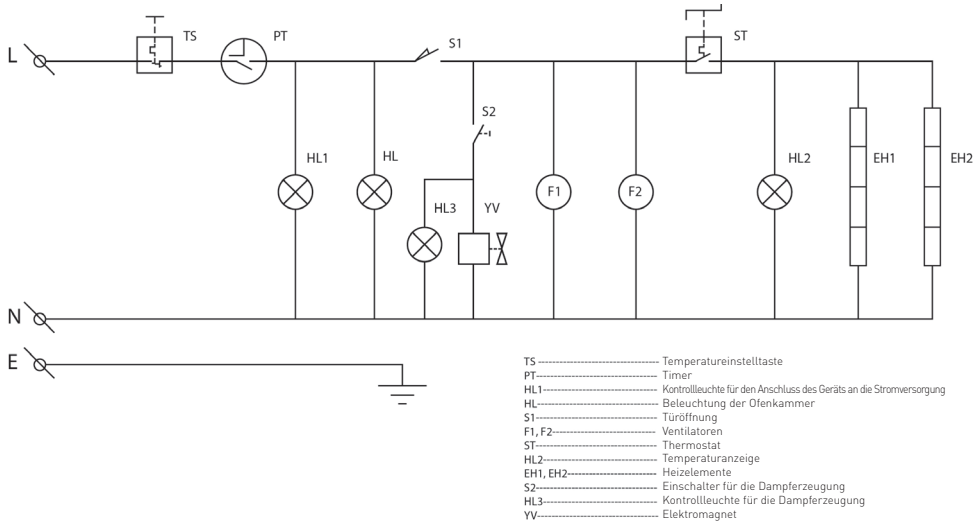 TS
PT
S1
ST
L
S2
HL1
HL
HL2
EH1
EH2
HL3
YV
F1
F2
N
E
TS Temperatureinstelltaste
PT Timer
HL1 Kontrollleuchte für den Anschluss des Geräts an die Stromversorgung
HL Beleuchtung der Ofenkammer
S1 Türöffnung
F1, F2 Ventilatoren
ST Thermostat
HL2 Temperaturanzeige
EH1, EH2 Heizelemente
S2 Einschalter für die Dampferzeugung
HL3 Kontrollleuchte für die Dampferzeugung
YV Elektromagnet